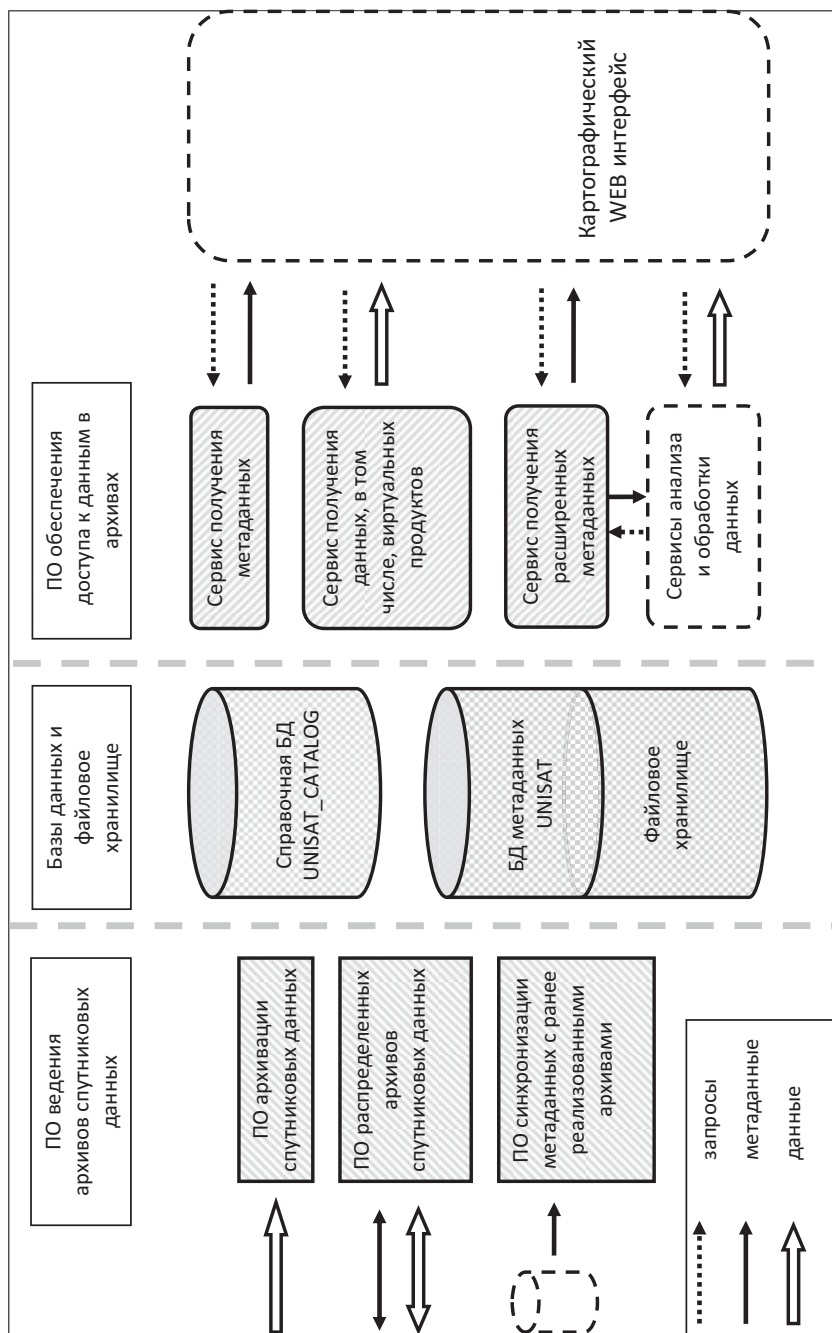 ПО ведения
архивов спутниковых
данных
Базы данных и
файловое
хранилище
ПО обеспечения
доступа к данным в
архивах
ПО архивации
спутниковых данных
ПО распределенных
архивов
спутниковых данных
ПО синхронизации
метаданных с ранее
реализованными
архивами
Справочная БД
UNISAT_CATALOG
БД метаданных
UNISAT
Файловое
хранилище
Сервис получения
метаданных
Сервис получения
данных, в том
числе, виртуальных
продуктов
Сервис получения
расширенных
метаданных
Сервисы анализа
и обработки
данных
Картографический
WEB интерфейс
запросы
метаданные
данные